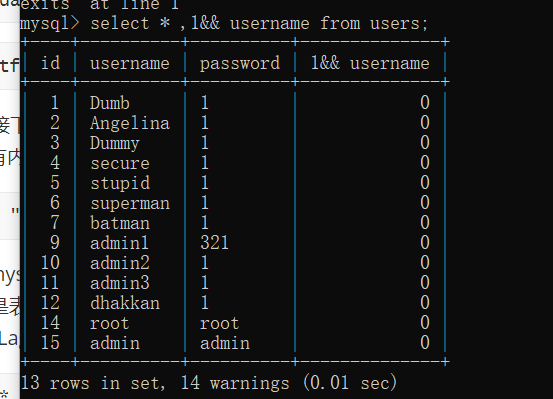 exits' at line 1
mysql> select * ,1&& username from users;
id username password 1&& username
1 Dumb 1 0
2 Angelina 1 0
3 Dummy 1 0
4 secure 1 0
5 stupid 1 0
6 superman 1 0
7 batman 1 0
9 admin1 321 0
10 admin2 1 0
11 admin3 1 0
12 dhakkan 1 0
14 root root 0
15 admin admin 0
13 rows in set, 14 warnings (0.01 sec)